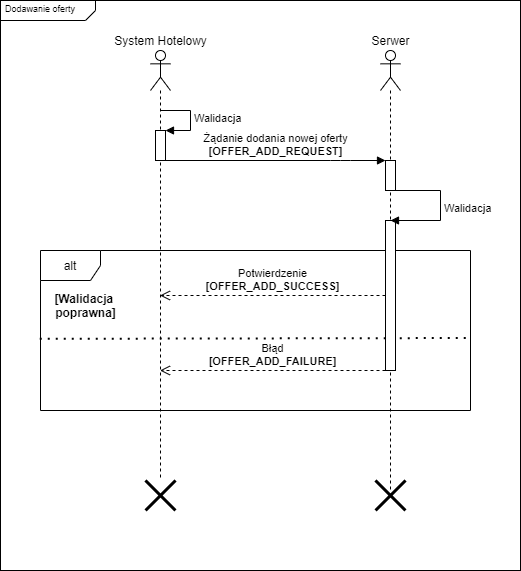 Dodawanie oferty
System Hotelowy
Serwer
Walidacja
Żądanie dodania nowej oferty
[OFFER_ADD_REQUEST]
Walidacja
alt
Potwierdzenie
[OFFER_ADD_SUCCESS]
[Walidacja
poprawna]
Błąd
[OFFER_ADD_FAILURE]